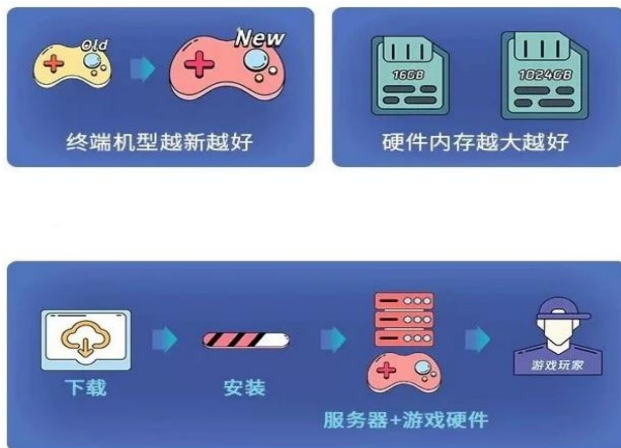 Old
New
终端机型越新越好
16GB
1024GB
硬件内存越大越好
下载
安装
服务器+游戏硬件
游戏玩家